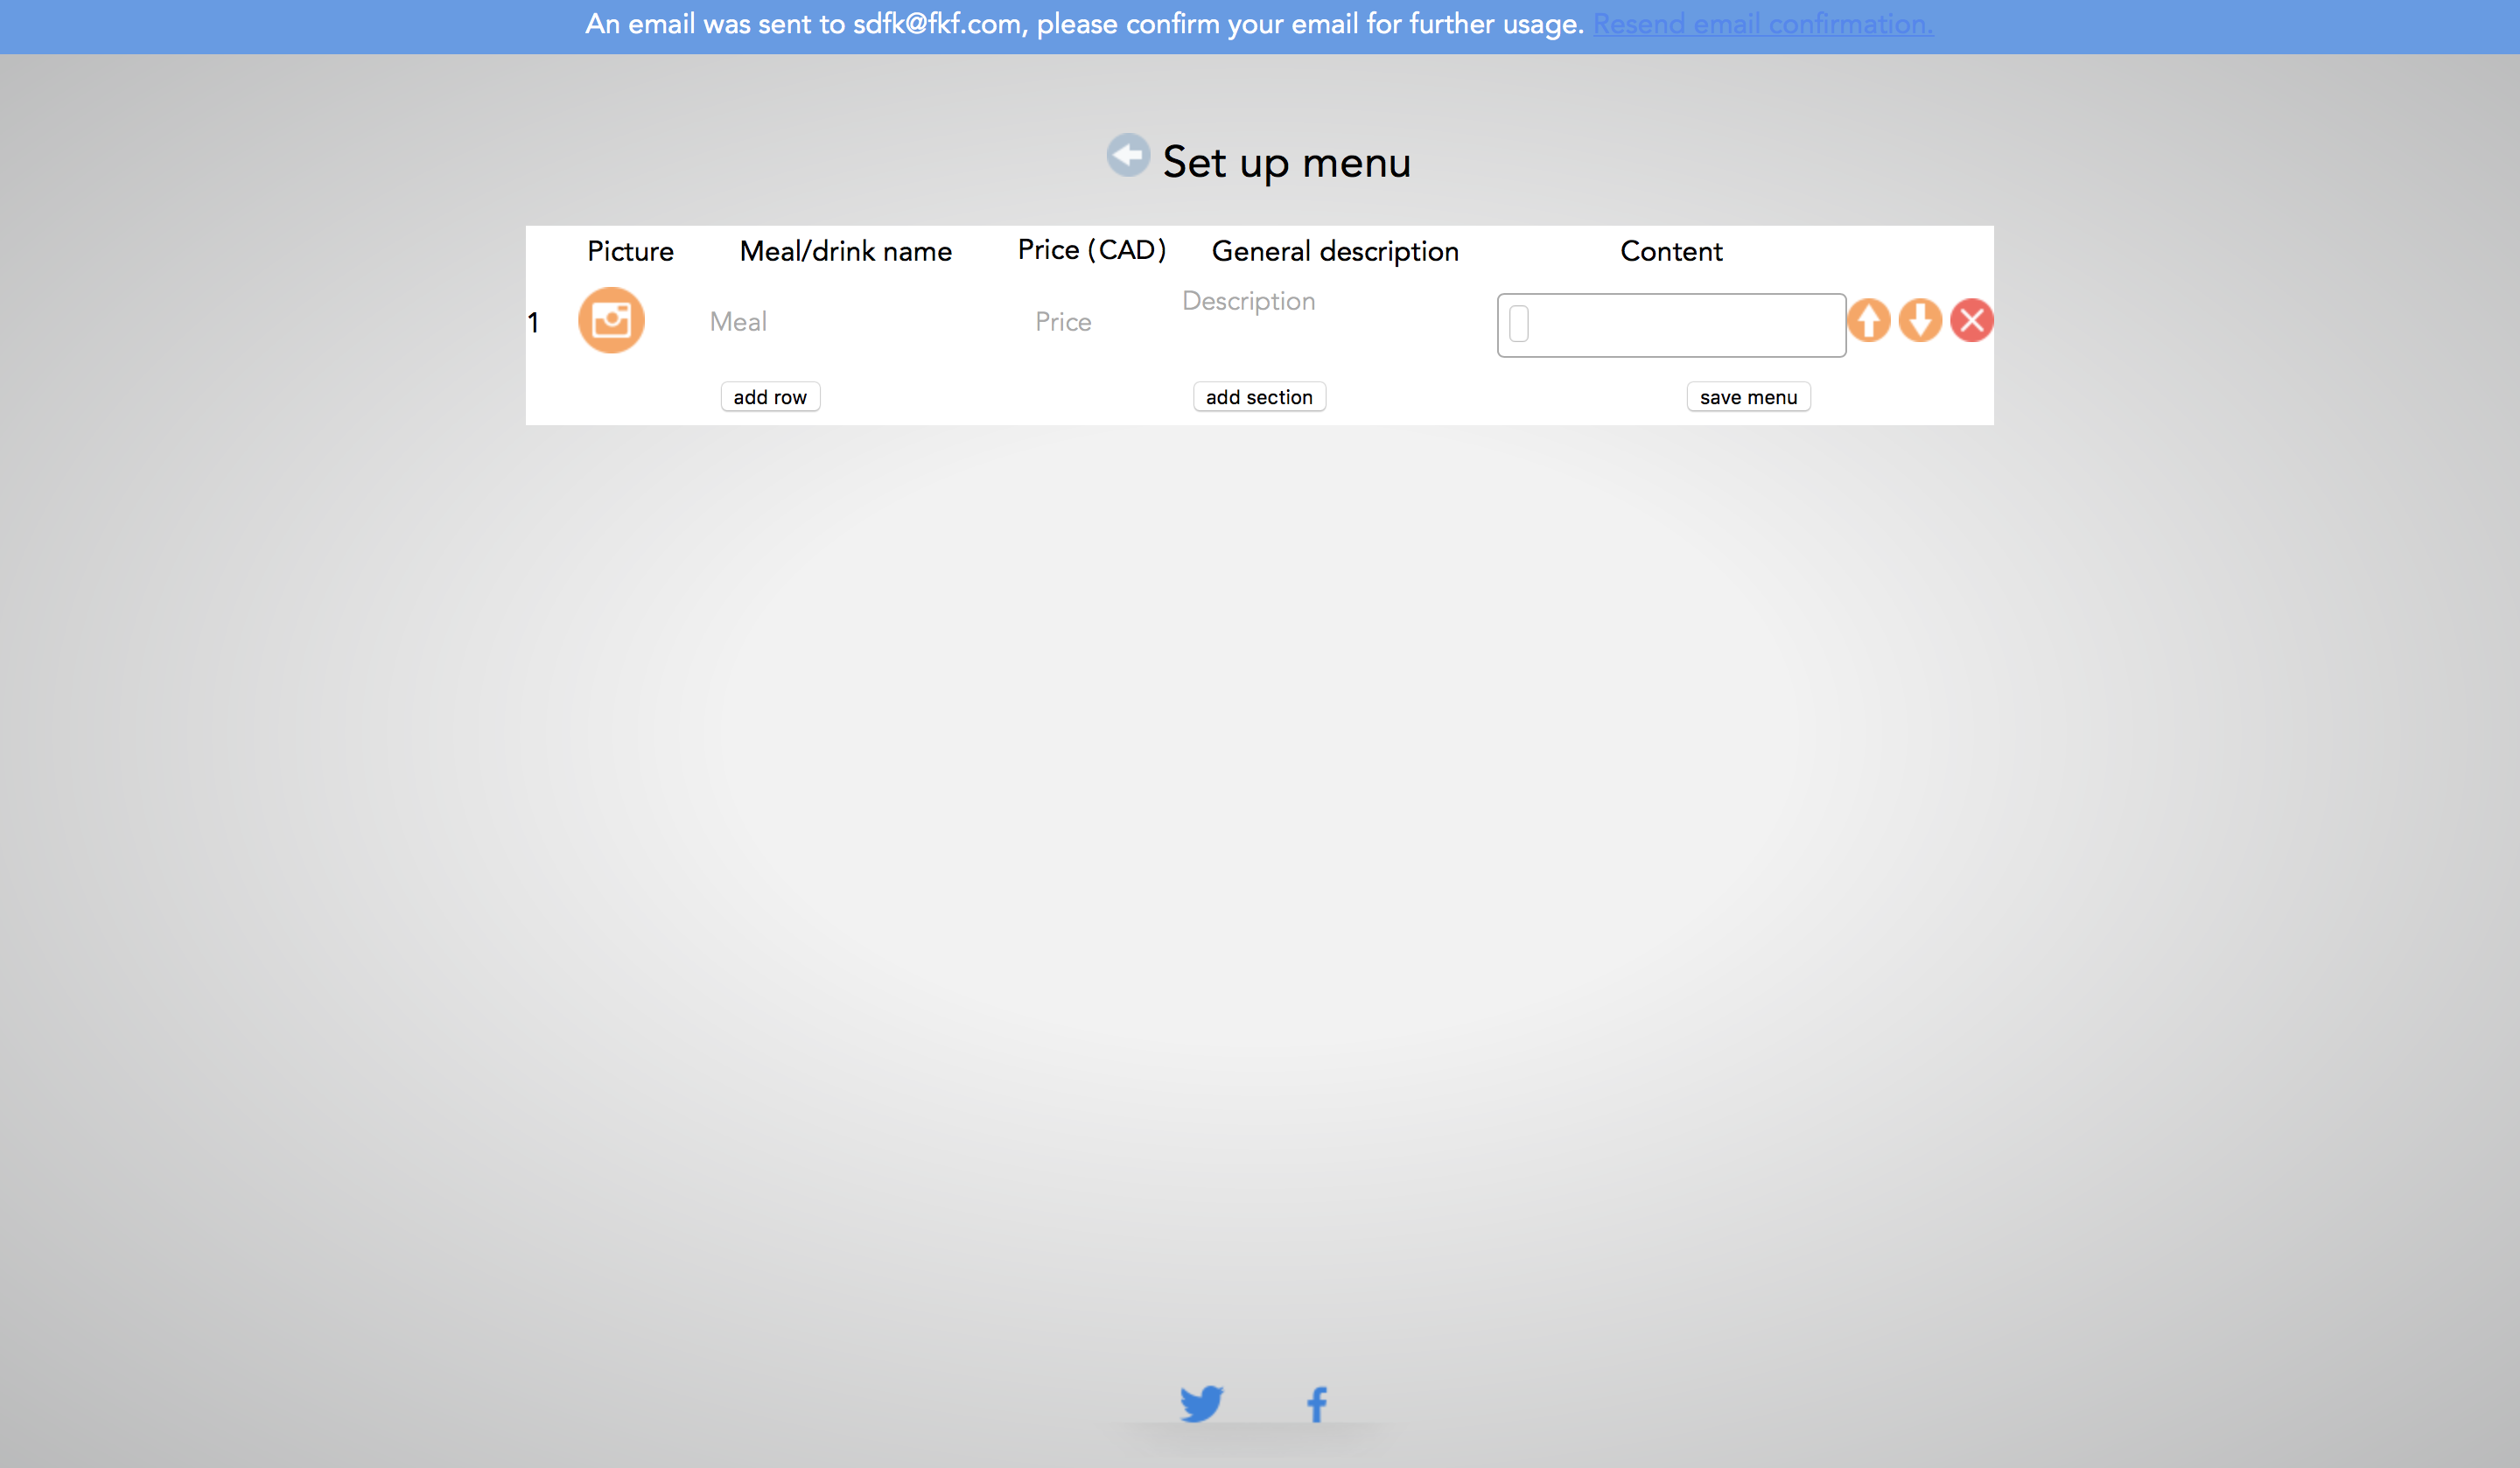 An email was sent to sdfk@fkf.com, please confirm your email for further usage. Resend email confirmation.
Set up menu
Picture Meal/drink name Price (CAD) General description Content
1 Meal Price Description
add row add section save menu